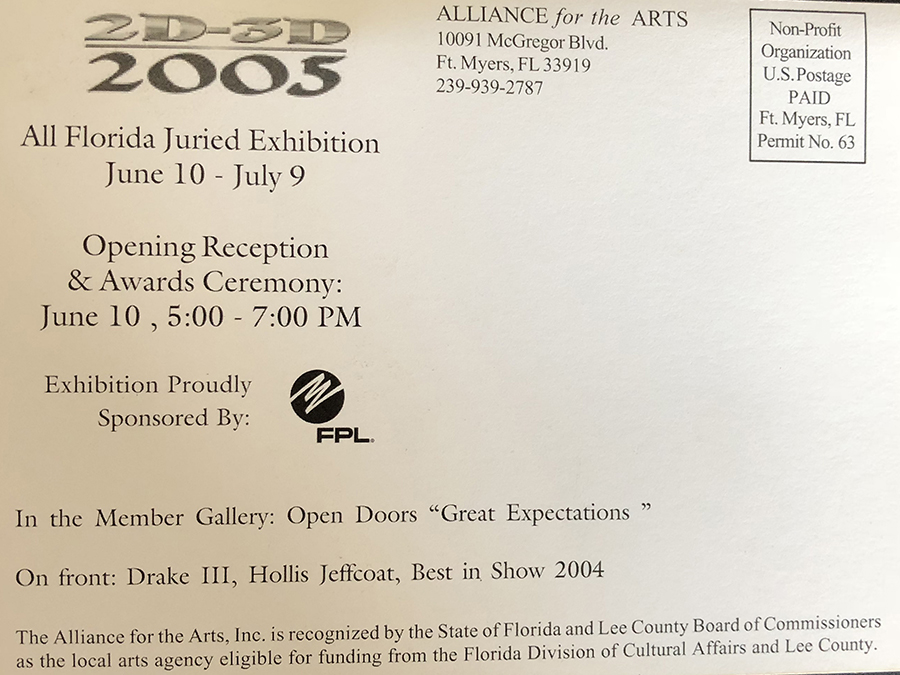 2D-3D
2005
All Florida Juried Exhibition
June 10 - July 9
Opening Reception
& Awards Ceremony:
June 10 , 5:00 - 7:00 PM
Exhibition Proudly
Sponsored By:
FPL.
ALLIANCE for the ARTS
10091 McGregor Blvd.
Ft. Myers, FL 33919
239-939-2787
Non-Profit
Organization
U.S. Postage
PAID
Ft. Myers, FL
Permit No. 63
In the Member Gallery: Open Doors “Great Expectations ”
On front: Drake III, Hollis Jeffcoat, Best in Show 2004
The Alliance for the Arts, Inc. is recognized by the State of Florida and Lee County Board of Commissioners
as the local arts agency eligible for funding from the Florida Division of Cultural Affairs and Lee County.